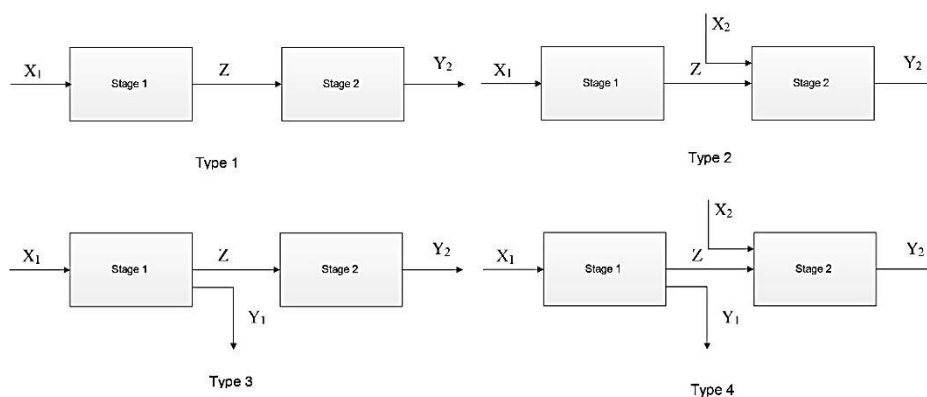 X₁ Stage 1 Z Stage 2 Y₂
Type 1
X₂
X₁ Stage 1 Z Stage 2 Y₂
Type 2
X₁ Stage 1 Z Stage 2 Y₂
Y₁
Type 3
X₂
X₁ Stage 1 Z Stage 2 Y₂
Y₁
Type 4